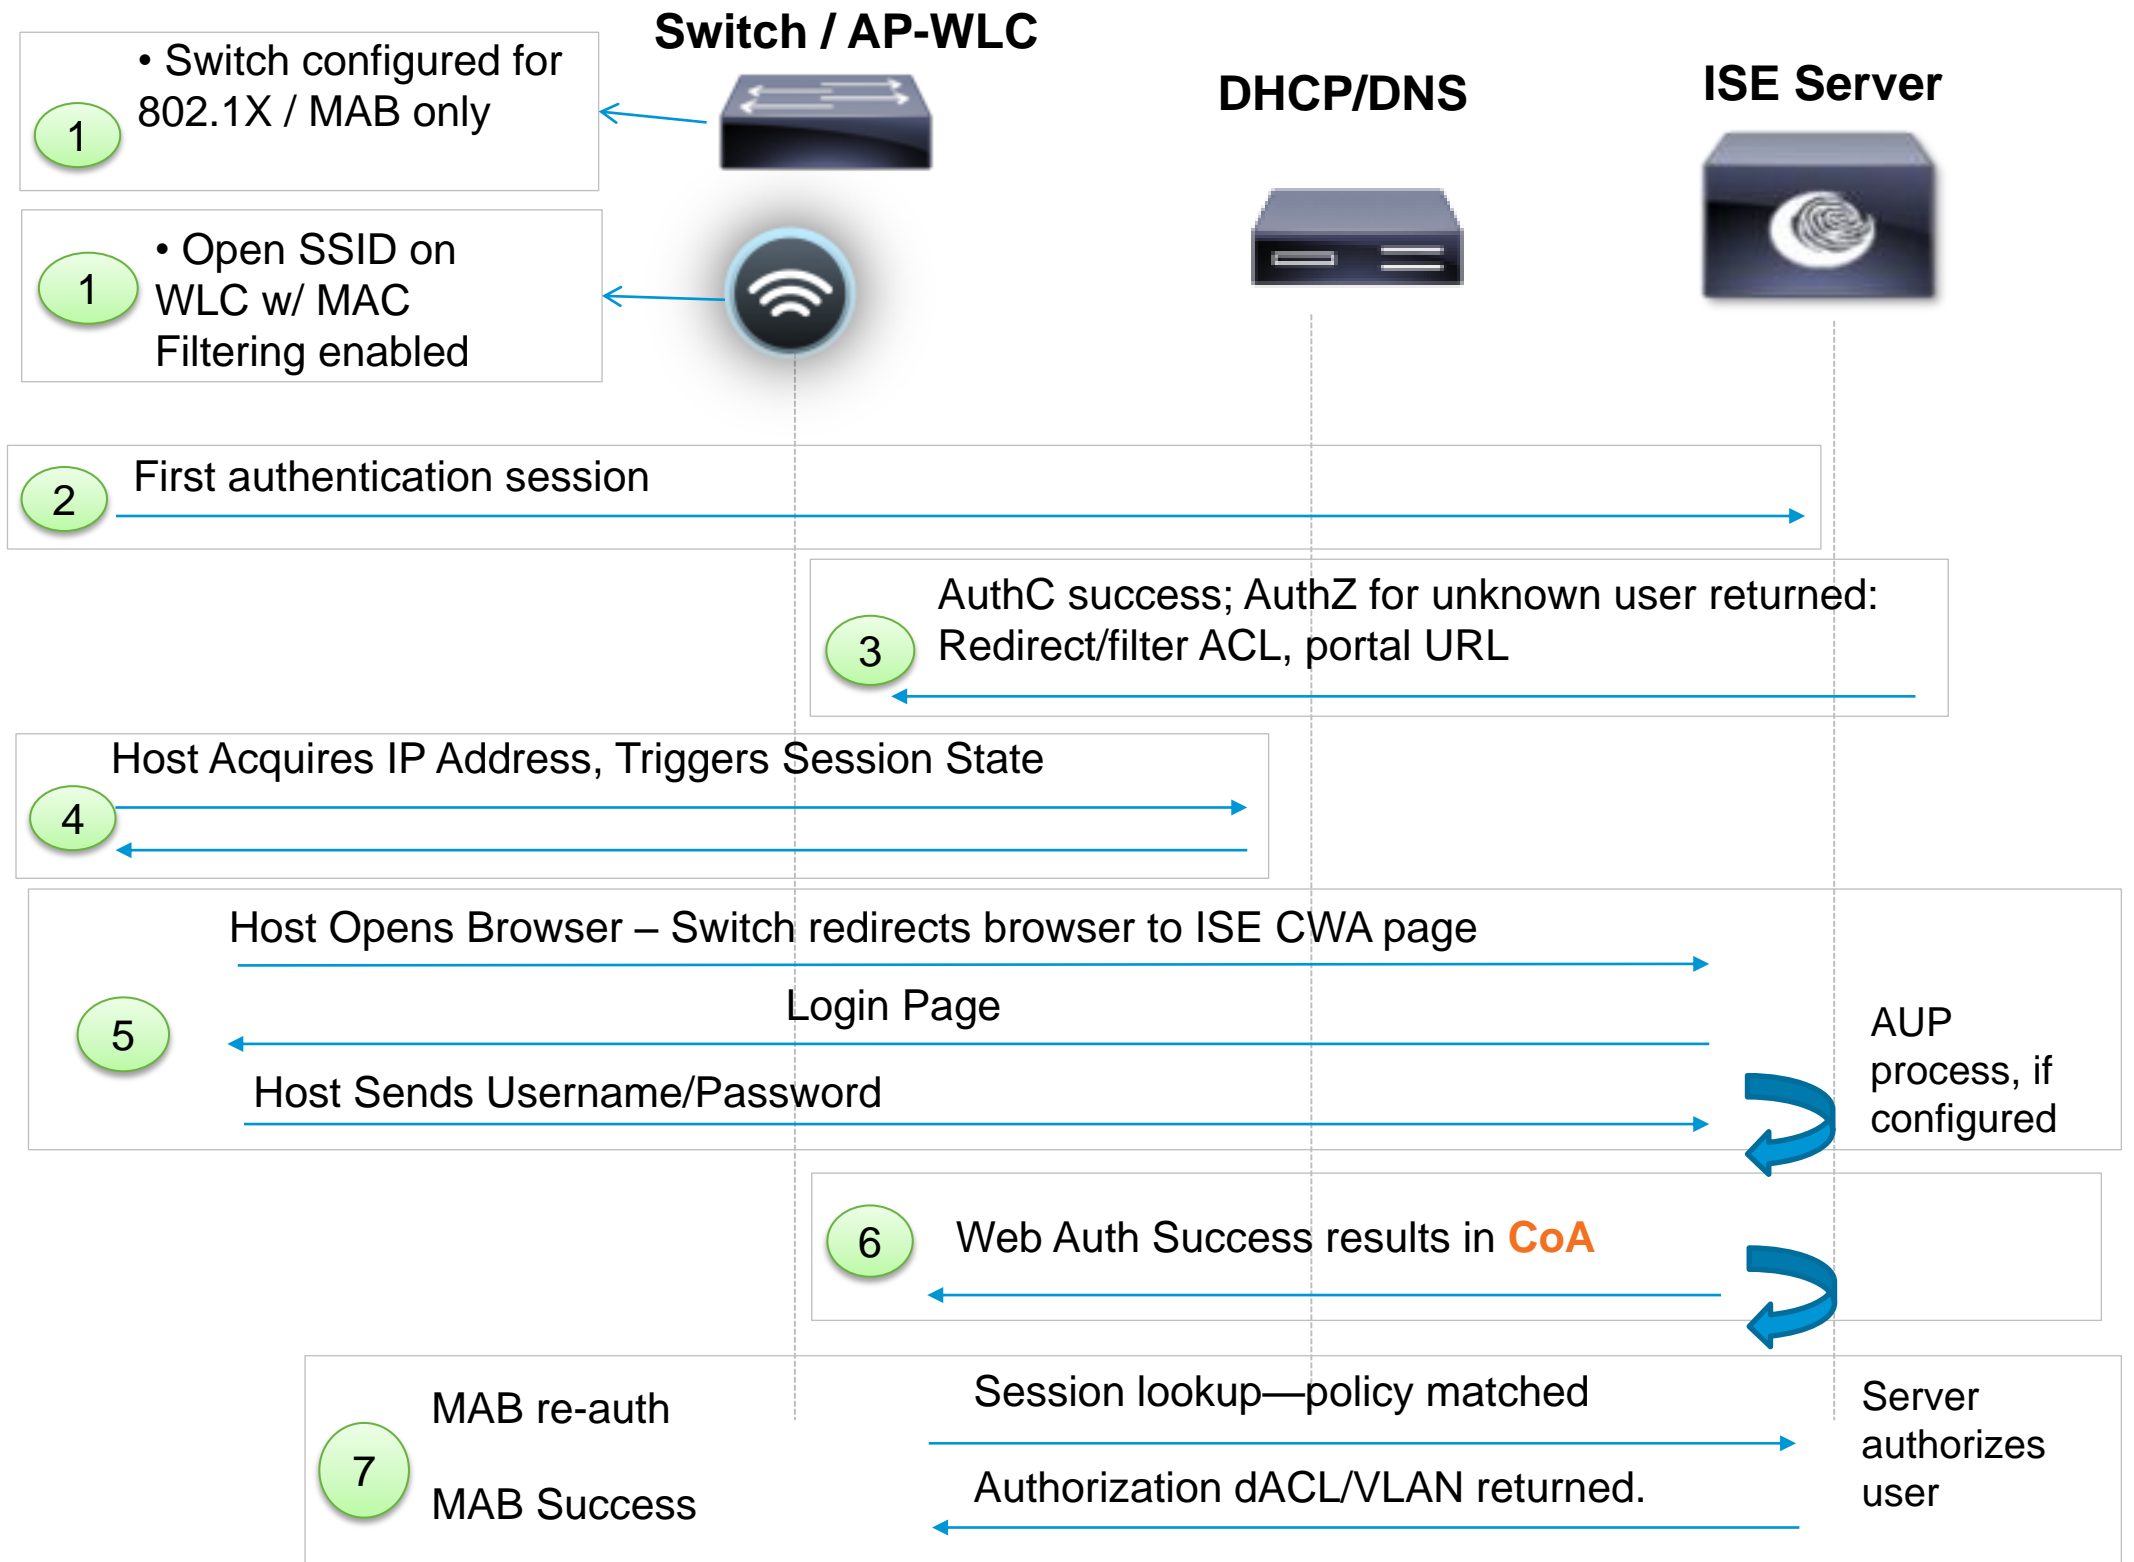 Switch / AP-WLC
DHCP/DNS
ISE Server
1
• Switch configured for
802.1X / MAB only
1
• Open SSID on
WLC w/ MAC
Filtering enabled
2
First authentication session
3
AuthC success; AuthZ for unknown user returned:
Redirect/filter ACL, portal URL
4
Host Acquires IP Address, Triggers Session State
5
Host Opens Browser – Switch redirects browser to ISE CWA page
Login Page
Host Sends Username/Password
AUP
process, if
configured
6
Web Auth Success results in CoA
7
MAB re-auth
MAB Success
Session lookup—policy matched
Authorization dACL/VLAN returned.
Server
authorizes
user